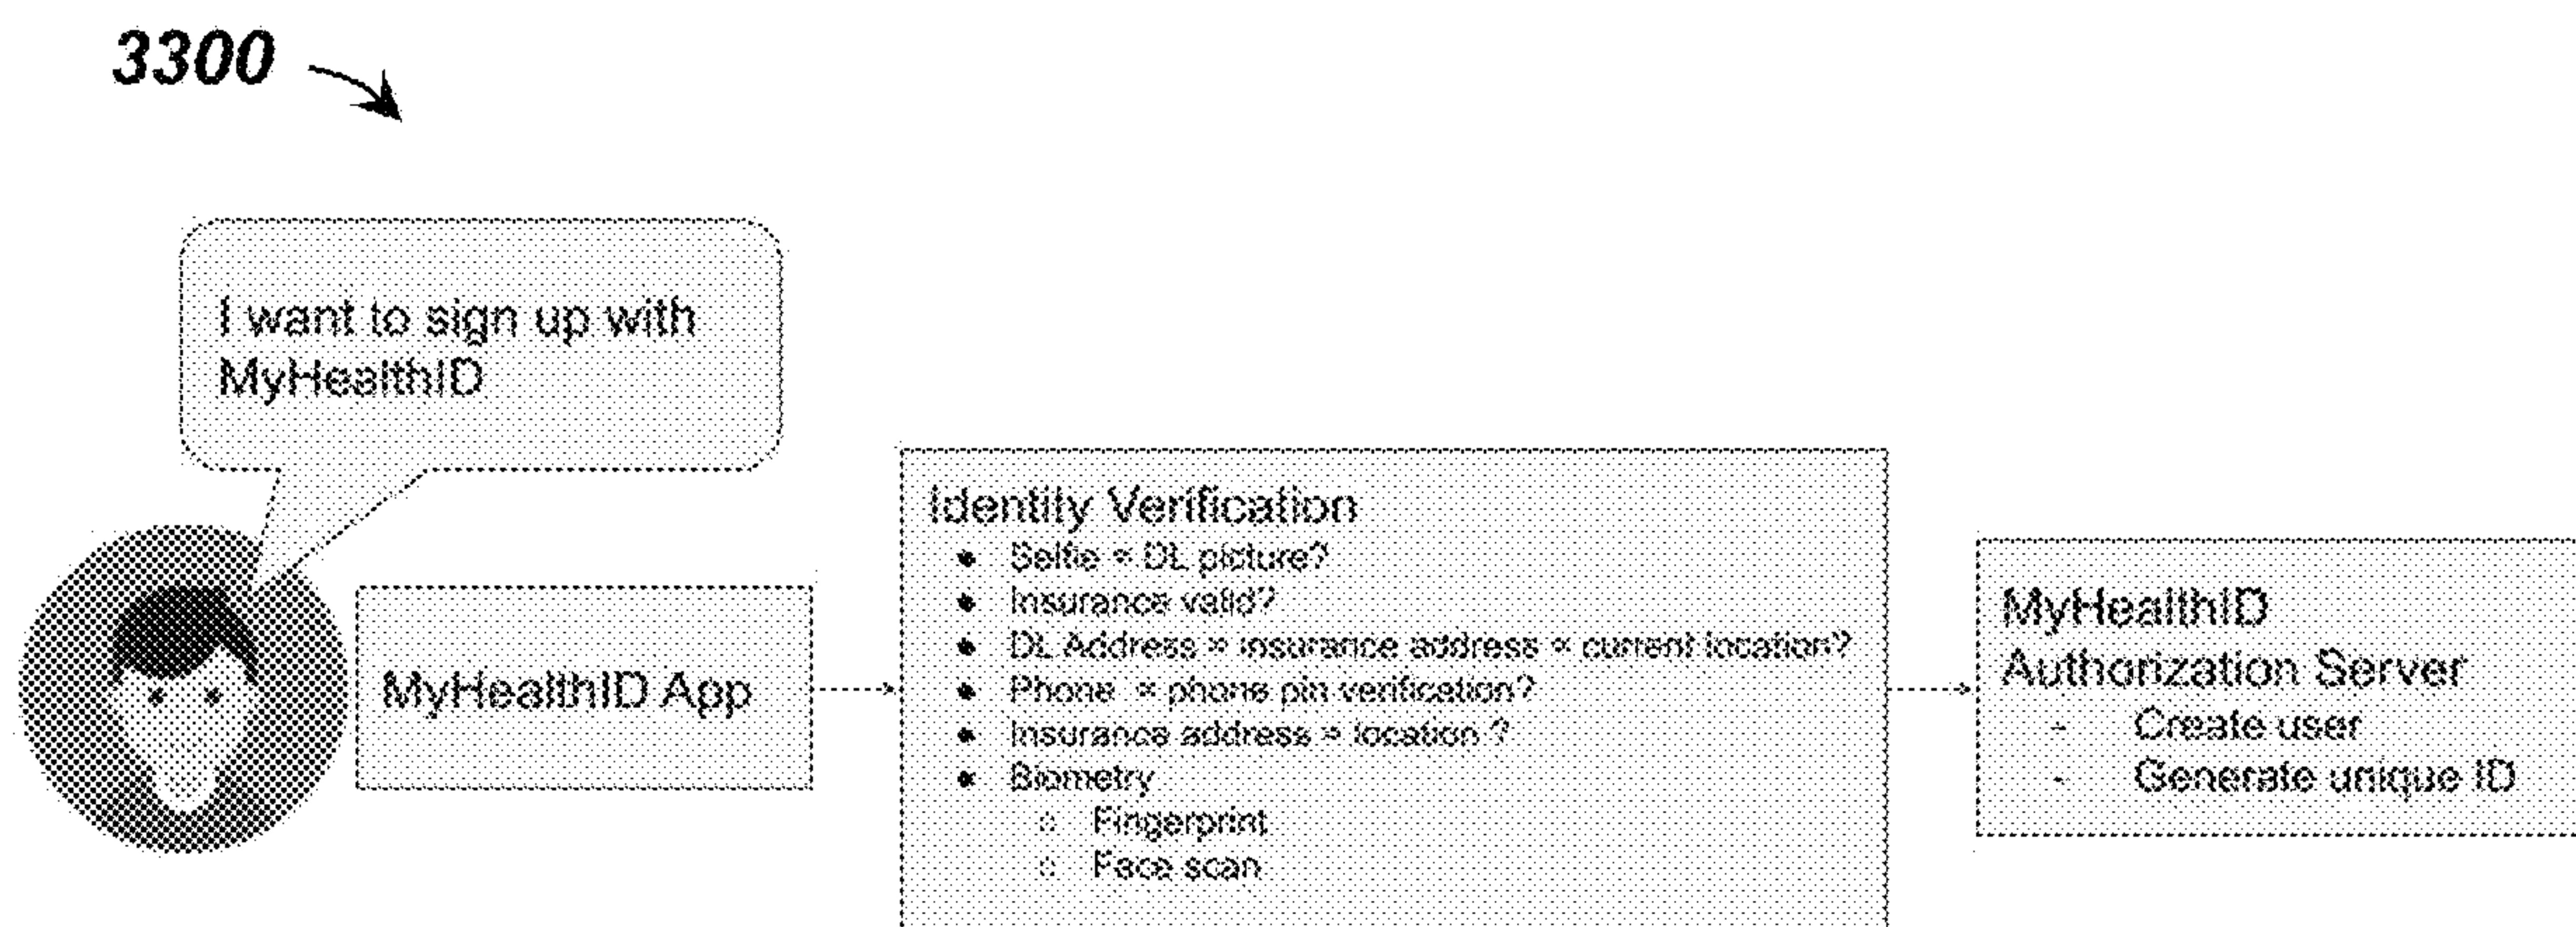 3300
I want to sign up with
MyHealthID
MyHealthID App
Identity Verification
• Selfie = DL picture?
• Insurance valid?
• DL Address = insurance address = current location?
• Phone = phone pin verification?
• Insurance address = location ?
• Biometry
○ Fingerprint
○ Face scan
MyHealthID
Authorization Server
- Create user
- Generate unique ID